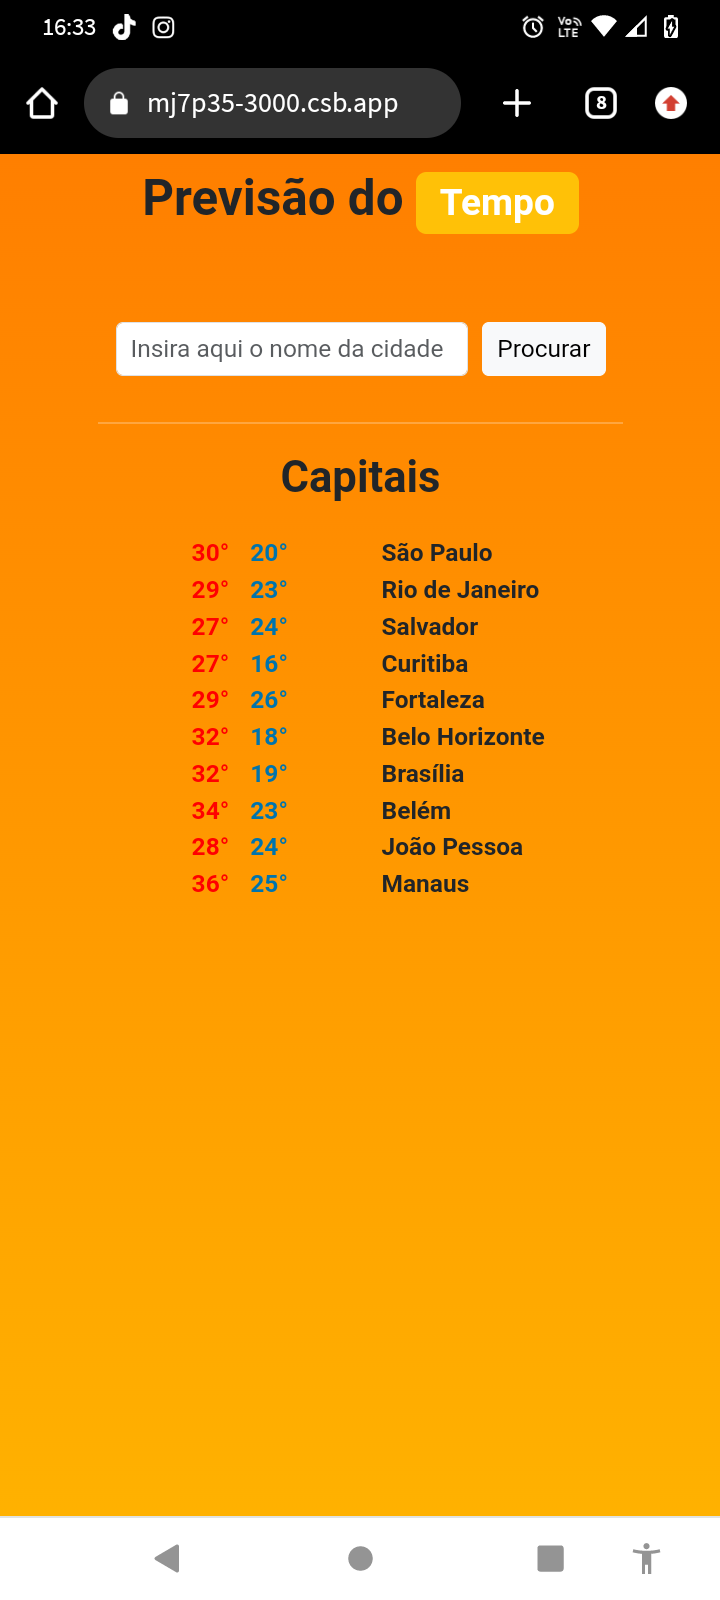 16:33
Vo)) LTE
mj7p35-3000.csb.app
8
Previsão do Tempo
Insira aqui o nome da cidade
Procurar
Capitais
30° 20° São Paulo
29° 23° Rio de Janeiro
27° 24° Salvador
27° 16° Curitiba
29° 26° Fortaleza
32° 18° Belo Horizonte
32° 19° Brasília
34° 23° Belém
28° 24° João Pessoa
36° 25° Manaus